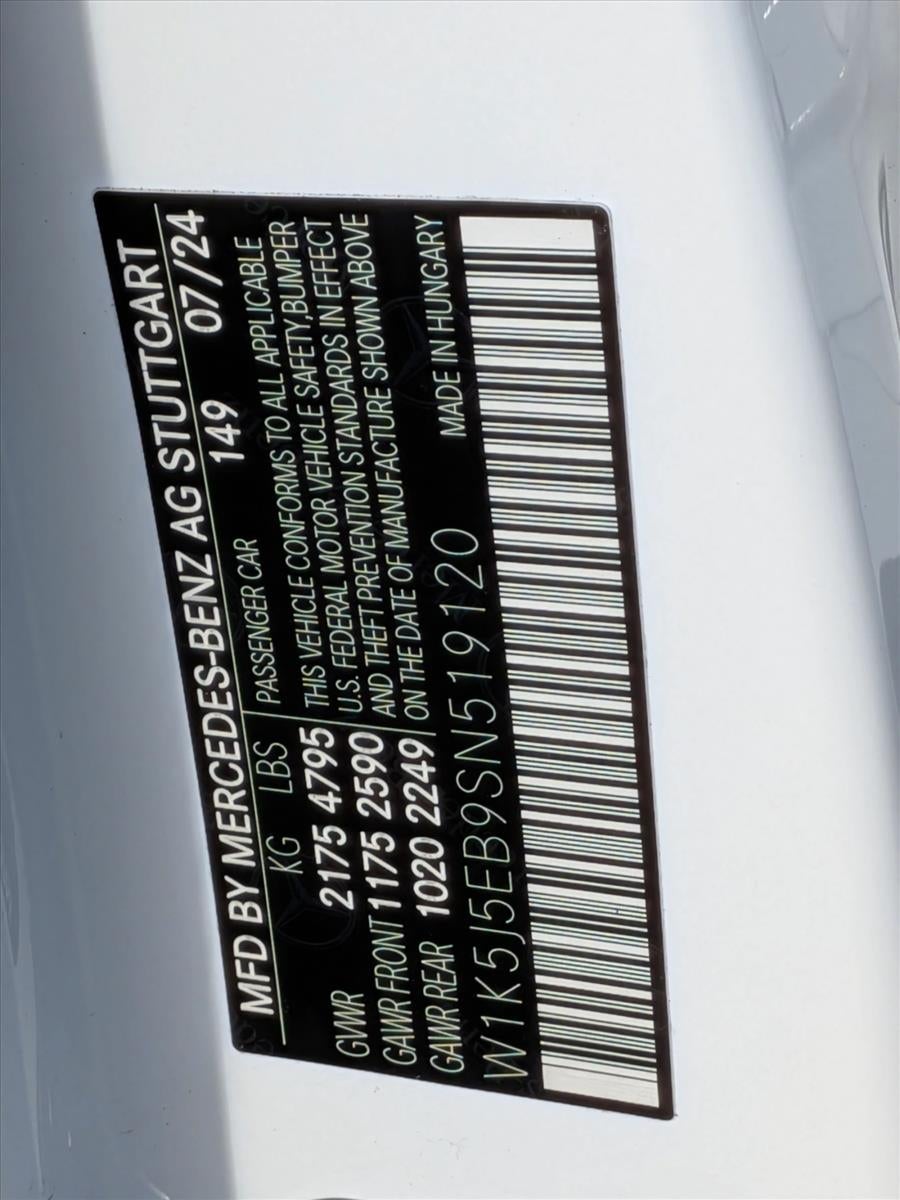 MFD BY MERCEDES-BENZ AG STUTTGART
149 07/24
KG LBS
GVWR 2175 4795
GAWR FRONT 1175 2590
GAWR REAR 1020 2249
PASSENGER CAR
THIS VEHICLE CONFORMS TO ALL APPLICABLE
U.S. FEDERAL MOTOR VEHICLE SAFETY,BUMPER
AND THEFT PREVENTION STANDARDS IN EFFECT
ON THE DATE OF MANUFACTURE SHOWN ABOVE
MADE IN HUNGARY
W1K5J5EB9SN519120